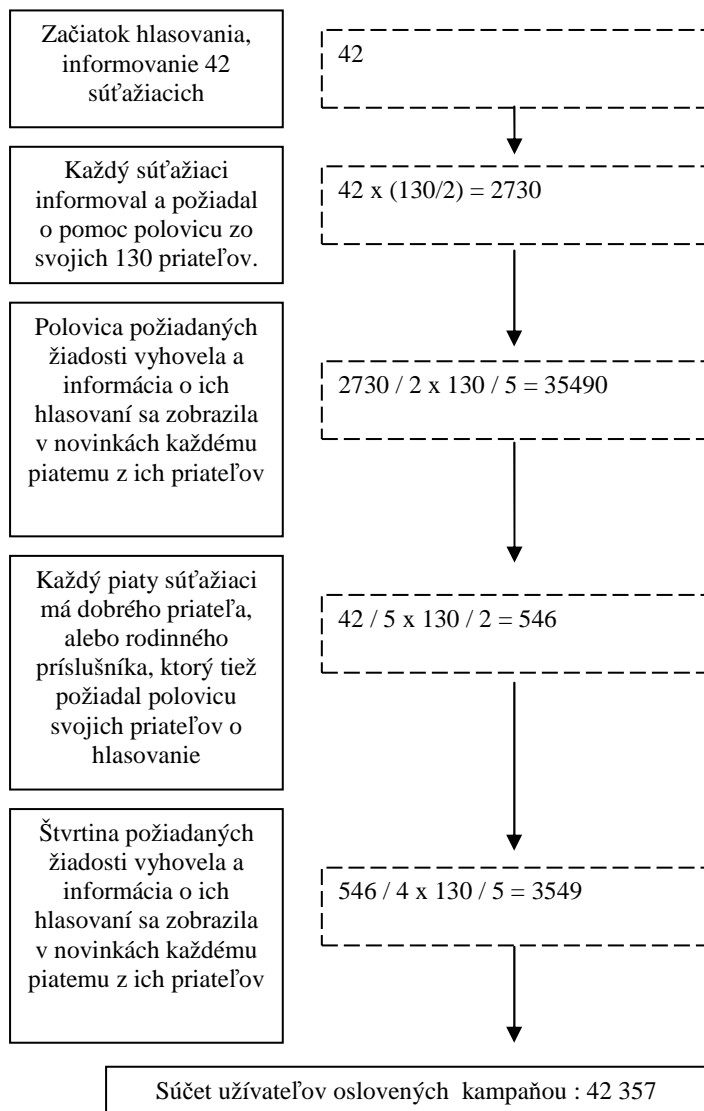 Začiatok hlasovania,
informovanie 42
súťažiacich
42
Každý súťažiaci
informoval a požiadal
o pomoc polovicu zo
svojich 130 priateľov.
42 x (130/2) = 2730
Polovica požiadaných
žiadosti vyhovela a
informácia o ich
hlasovaní sa zobrazila
v novinkách každému
piatemu z ich priateľov
2730 / 2 x 130 / 5 = 35490
Každý piaty súťažiaci
má dobrého priateľa,
alebo rodinného
príslušníka, ktorý tiež
požiadal polovicu
svojich priateľov o
hlasovanie
42 / 5 x 130 / 2 = 546
Štvrtina požiadaných
žiadosti vyhovela a
informácia o ich
hlasovaní sa zobrazila
v novinkách každému
piatemu z ich priateľov
546 / 4 x 130 / 5 = 3549
Súčet užívateľov oslovených kampaňou : 42 357